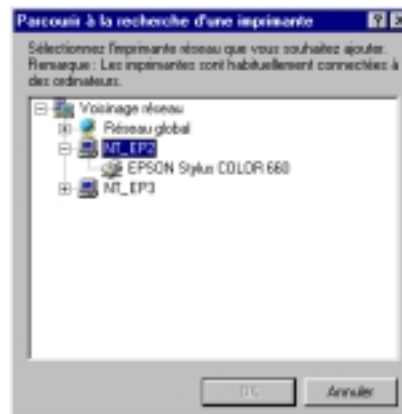 Parcourir à la recherche d'une imprimante
Sélectionnez l'imprimante réseau que vous souhaitez ajouter.
Remarque : Les imprimantes sont habituellement connectées à
des ordinateurs.
Voisinage réseau
Réseau global
NT_EP2
EPSON Stylus COLOR 660
NT_EP3
OK
Annuler